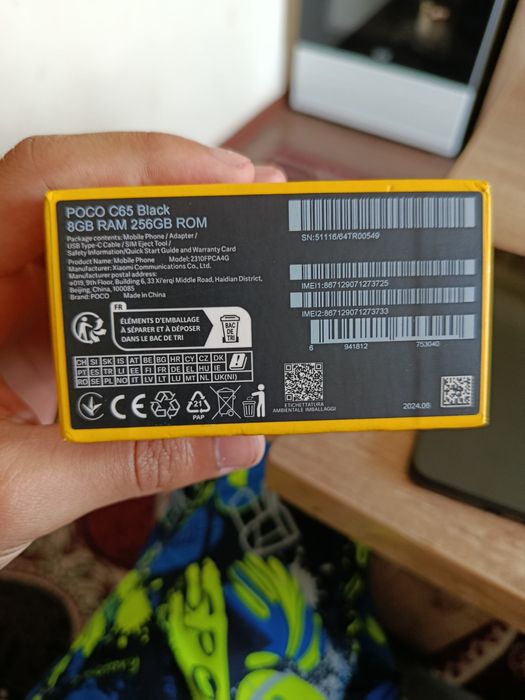 POCO C65 Black
8GB RAM 256GB ROM
Package contents: Mobile Phone / Adapter /
USB Type-C Cable / SIM Eject Tool /
Safety Information/Quick Start Guide and Warranty Card
Product Name: Mobile Phone Model: 2310FPCA4G
Manufacturer: Xiaomi Communications Co., Ltd.
Manufacturer postal address:
#019, 9th Floor, Building 6, 33 Xi'erqi Middle Road, Haidian District,
Beijing, China, 100085
Brand: POCO Made in China
FR
ÉLÉMENTS D'EMBALLAGE
À SÉPARER ET À DÉPOSER
DANS LE BAC DE TRI
BAC
DE TRI
CH SI SK IS AT BE BG HR CY CZ DK
PT ES TR LI EE FI FR DE EL HU IE
RO SE PL NO IT LV LT LU MT NL UK(NI)
CE
21
PAP
SN:51116/64TR00549
IMEI1:867129071273725
IMEI2:867129071273733
6 941812 753040
ETICHETTATURA
AMBIENTALE IMBALLAGGI
2024.06
SPO